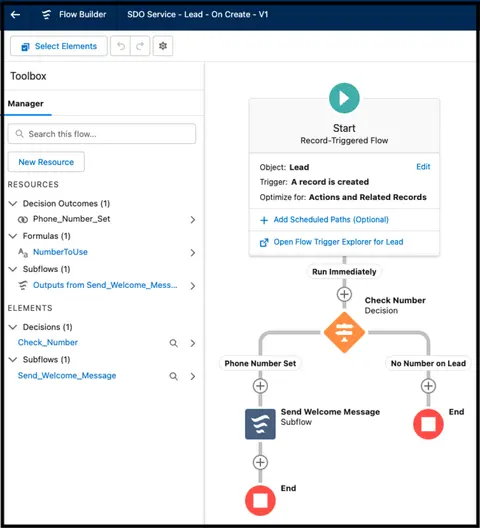 Flow Builder
SDO Service - Lead - On Create - V1
Select Elements
Toolbox
Manager
Search this flow...
New Resource
RESOURCES
Decision Outcomes (1)
Phone_Number_Set
Formulas (1)
NumberToUse
Subflows (1)
Outputs from Send_Welcome_Mess...
ELEMENTS
Decisions (1)
Check_Number
Subflows (1)
Send_Welcome_Message
Start
Record-Triggered Flow
Object: Lead
Edit
Trigger: A record is created
Optimize for: Actions and Related Records
+ Add Scheduled Paths (Optional)
Open Flow Trigger Explorer for Lead
Run Immediately
Check Number
Decision
Phone Number Set
No Number on Lead
Send Welcome Message
Subflow
End
End